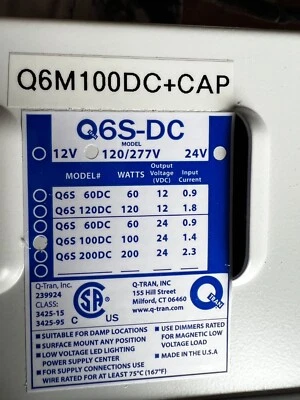 Q6M100DC+CAP
Q6S-DC
MODEL
12V 120/277V 24V
MODEL# WATTS Output Voltage (VDC) Input Current
Q6S 60DC 60 12 0.9
Q6S 120DC 120 12 1.8
Q6S 60DC 60 24 0.9
Q6S 100DC 100 24 1.4
Q6S 200DC 200 24 2.3
Q-Tran, Inc.
239924
CLASS:
3425-15
3425-95
SA
C US
Q-TRAN, INC
155 Hill Street
Milford, CT 06460
www.q-tran.com
Q TRAN
■ SUITABLE FOR DAMP LOCATIONS
■ SURFACE MOUNT ANY POSITION
■ LOW VOLTAGE LED LIGHTING
POWER SUPPLY CENTER
■ FOR SUPPLY CONNECTIONS USE
WIRE RATED FOR AT LEAST 75°C (167°F)
■ USE DIMMERS RATED
FOR MAGNETIC LOW
VOLTAGE LOAD
■ MADE IN THE U.S.A